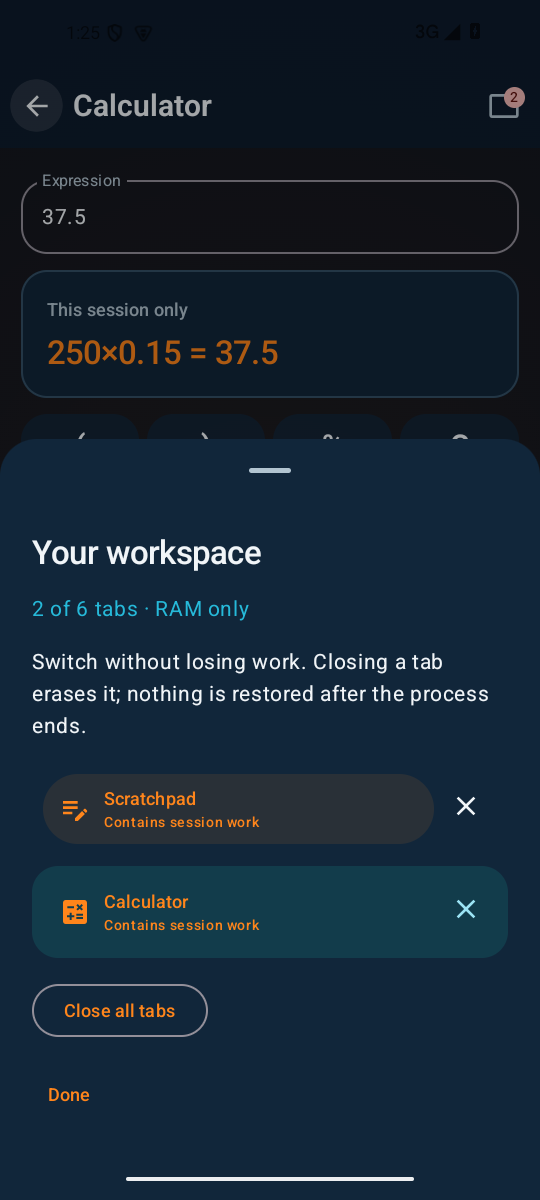 1:25
3G
Calculator
2
Expression
37.5
This session only
250×0.15 = 37.5
Your workspace
2 of 6 tabs · RAM only
Switch without losing work. Closing a tab
erases it; nothing is restored after the process
ends.
Scratchpad
Contains session work
Calculator
Contains session work
Close all tabs
Done